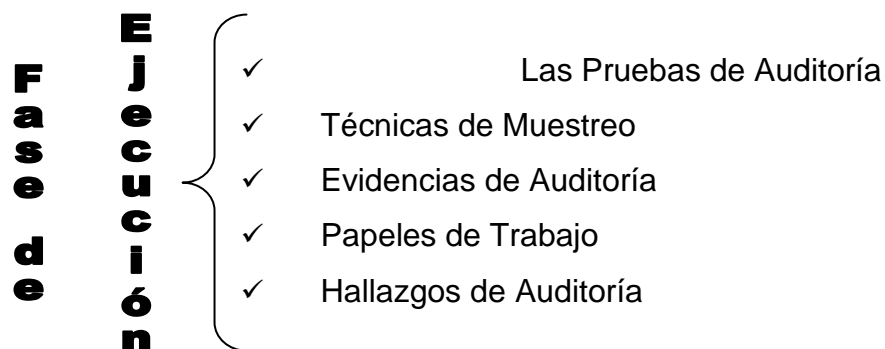 Fase de
Ejecución
✓ Las Pruebas de Auditoría
✓ Técnicas de Muestreo
✓ Evidencias de Auditoría
✓ Papeles de Trabajo
✓ Hallazgos de Auditoría